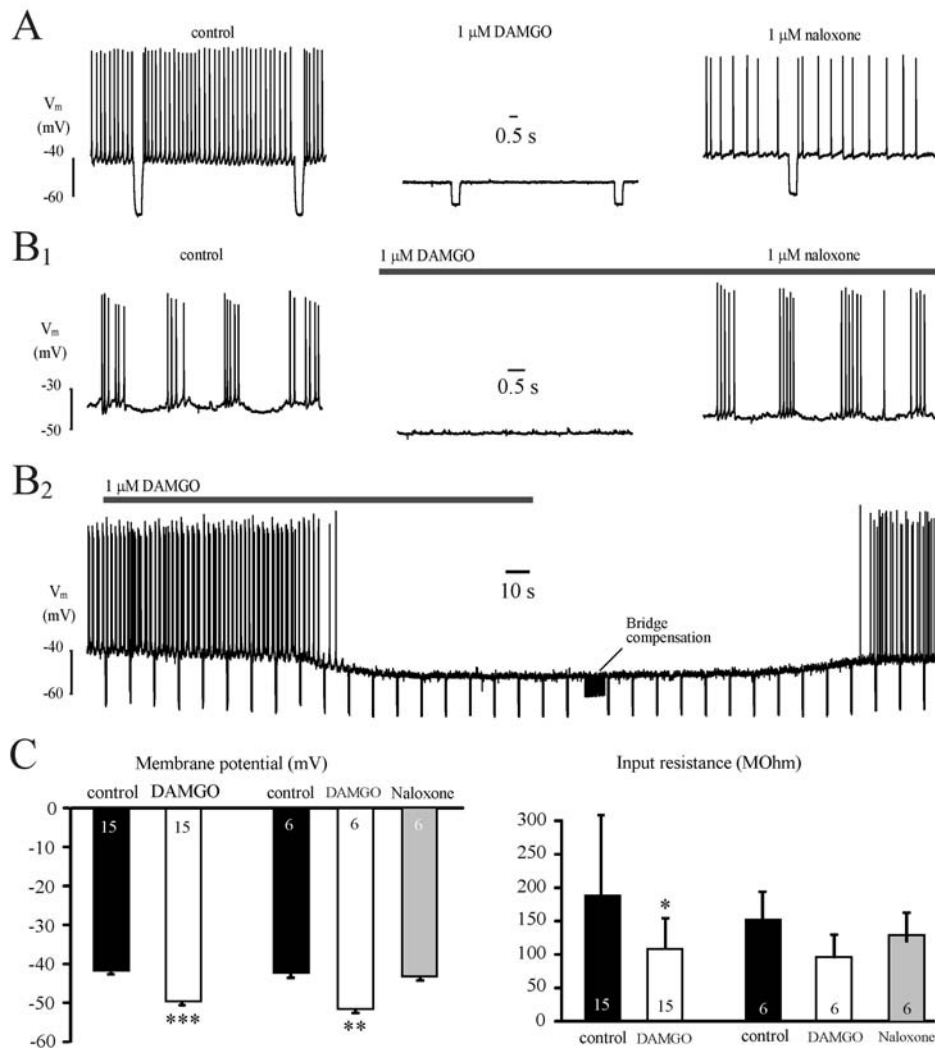 A
control
1 μM DAMGO
1 μM naloxone
Vm
(mV)
-40
-60
0.5 s
B1
control
1 μM DAMGO
1 μM naloxone
Vm
(mV)
-30
-50
0.5 s
B2
1 μM DAMGO
10 s
Vm
(mV)
-40
-60
Bridge
compensation
C
Membrane potential (mV)
control DAMGO control DAMGO Naloxone
0
-10
-20
-30
-40
-50
-60
15 15 6 6 6
*** **
Input resistance (MOhm)
300
250
200
150
100
50
0
*
15 15 6 6 6
control DAMGO control DAMGO Naloxone